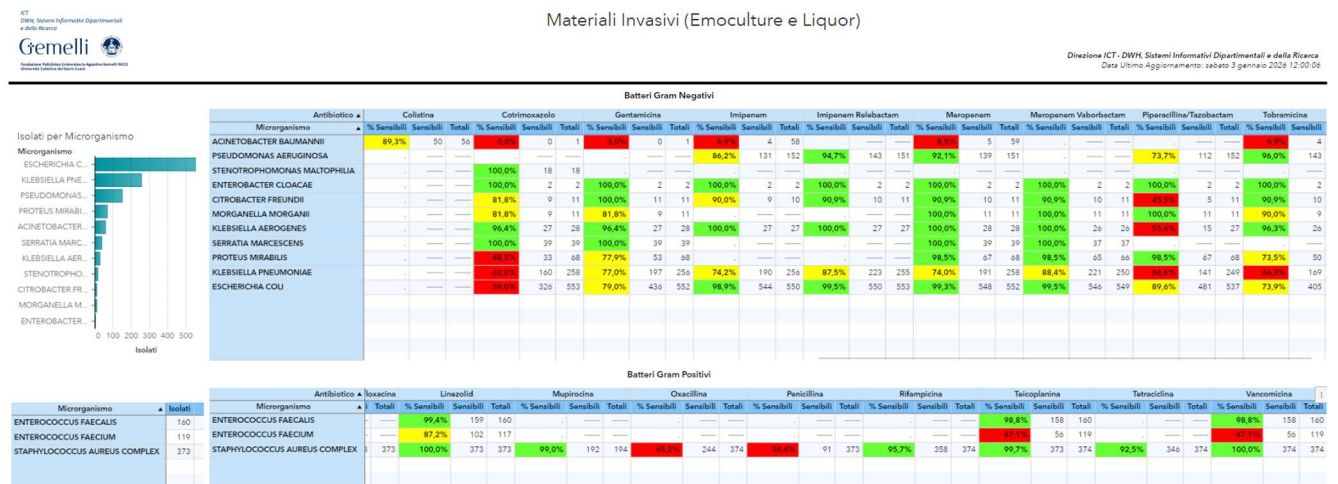 ICT
DWH, Sistemi Informativi Dipartimentali
e della Ricerca
Gemelli
Fondazione Policlinico Universitario Agostino Gemelli IRCCS
Università Cattolica del Sacro Cuore
Materiali Invasivi (Emoculture e Liquor)
Direzione ICT - DWH, Sistemi Informativi Dipartimentali e della Ricerca
Data Ultimo Aggiornamento: sabato 3 gennaio 2026 12:00:06
Isolati per Microrganismo
Microrganismo
ESCHERICHIA C...
KLEBSIELLA PNE...
PSEUDOMONAS...
PROTEUS MIRABI...
ACINETOBACTER...
SERRATIA MARC...
KLEBSIELLA AER...
STENOTROPHO...
CITROBACTER FR...
MORGANELLA M...
ENTEROBACTER...
0 100 200 300 400 500
Isolati
Batteri Gram Negativi
Antibiotico Colistina Cotrimoxazolo Gentamicina Imipenem Imipenem Relebactam Meropenem Meropenem Vaborbactam Piperacillina/Tazobactam Tobramicina
Microrganismo % Sensibili Sensibili Totali % Sensibili Sensibili Totali % Sensibili Sensibili Totali % Sensibili Sensibili Totali % Sensibili Sensibili Totali % Sensibili Sensibili Totali % Sensibili Sensibili Totali % Sensibili Sensibili Totali % Sensibili Sensibili
ACINETOBACTER BAUMANNII 89,3% 50 56 0,0% 0 1 0,0% 0 1 6,9% 4 58 . — — 8,5% 5 59 . — — . — — 6,9% 4
PSEUDOMONAS AERUGINOSA . — — . — — . — — 86,2% 131 152 94,7% 143 151 92,1% 139 151 . — — 73,7% 112 152 96,0% 143
STENOTROPHOMONAS MALTOPHILIA . — — 100,0% 18 18 . — — . — — . — — . — — . — — . — — . —
ENTEROBACTER CLOACAE . — — 100,0% 2 2 100,0% 2 2 100,0% 2 2 100,0% 2 2 100,0% 2 2 100,0% 2 2 100,0% 2 2 100,0% 2
CITROBACTER FREUNDII . — — 81,8% 9 11 100,0% 11 11 90,0% 9 10 90,9% 10 11 90,9% 10 11 90,9% 10 11 45,5% 5 11 90,9% 10
MORGANELLA MORGANII . — — 81,8% 9 11 81,8% 9 11 . — — . — — 100,0% 11 11 100,0% 11 11 100,0% 11 11 90,0% 9
KLEBSIELLA AEROGENES . — — 96,4% 27 28 96,4% 27 28 100,0% 27 27 100,0% 27 27 100,0% 28 28 100,0% 26 26 55,6% 15 27 96,3% 26
SERRATIA MARCESCENS . — — 100,0% 39 39 100,0% 39 39 . — — . — — 100,0% 39 39 100,0% 37 37 . — — . —
PROTEUS MIRABILIS . — — 48,5% 33 68 77,9% 53 68 . — — . — — 98,5% 67 68 98,5% 65 66 98,5% 67 68 73,5% 50
KLEBSIELLA PNEUMONIAE . — — 62,0% 160 258 77,0% 197 256 74,2% 190 256 87,5% 223 255 74,0% 191 258 88,4% 221 250 56,6% 141 249 66,3% 169
ESCHERICHIA COLI . — — 59,0% 326 553 79,0% 436 552 98,9% 544 550 99,5% 550 553 99,3% 548 552 99,5% 546 549 89,6% 481 537 73,9% 405
Batteri Gram Positivi
Microrganismo Isolati
ENTEROCOCCUS FAECALIS 160
ENTEROCOCCUS FAECIUM 119
STAPHYLOCOCCUS AUREUS COMPLEX 373
Antibiotico loxacina Linezolid Mupirocina Oxacillina Penicillina Rifampicina Teicoplanina Tetraciclina Vancomicina
Microrganismo Totali % Sensibili Sensibili Totali % Sensibili Sensibili Totali % Sensibili Sensibili Totali % Sensibili Sensibili Totali % Sensibili Sensibili Totali % Sensibili Sensibili Totali % Sensibili Sensibili Totali % Sensibili Sensibili Totali
ENTEROCOCCUS FAECALIS — 99,4% 159 160 . — — . — — . — — . — — 98,8% 158 160 . — — 98,8% 158 160
ENTEROCOCCUS FAECIUM — 87,2% 102 117 . — — . — — . — — . — — 47,1% 56 119 . — — 47,1% 56 119
STAPHYLOCOCCUS AUREUS COMPLEX 373 100,0% 373 373 99,0% 192 194 65,2% 244 374 24,4% 91 373 95,7% 358 374 99,7% 373 374 92,5% 346 374 100,0% 374 374